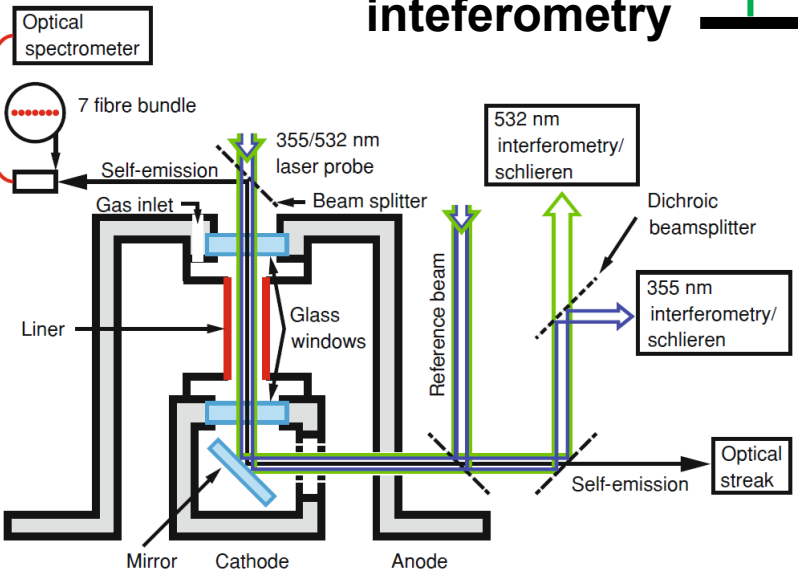 inteferometry
Optical
spectrometer
7 fibre bundle
355/532 nm
laser probe
Self-emission
Gas inlet
Beam splitter
532 nm
interferometry/
schlieren
Dichroic
beamsplitter
355 nm
interferometry/
schlieren
Liner
Glass
windows
Reference beam
Optical
streak
Self-emission
Mirror
Cathode
Anode